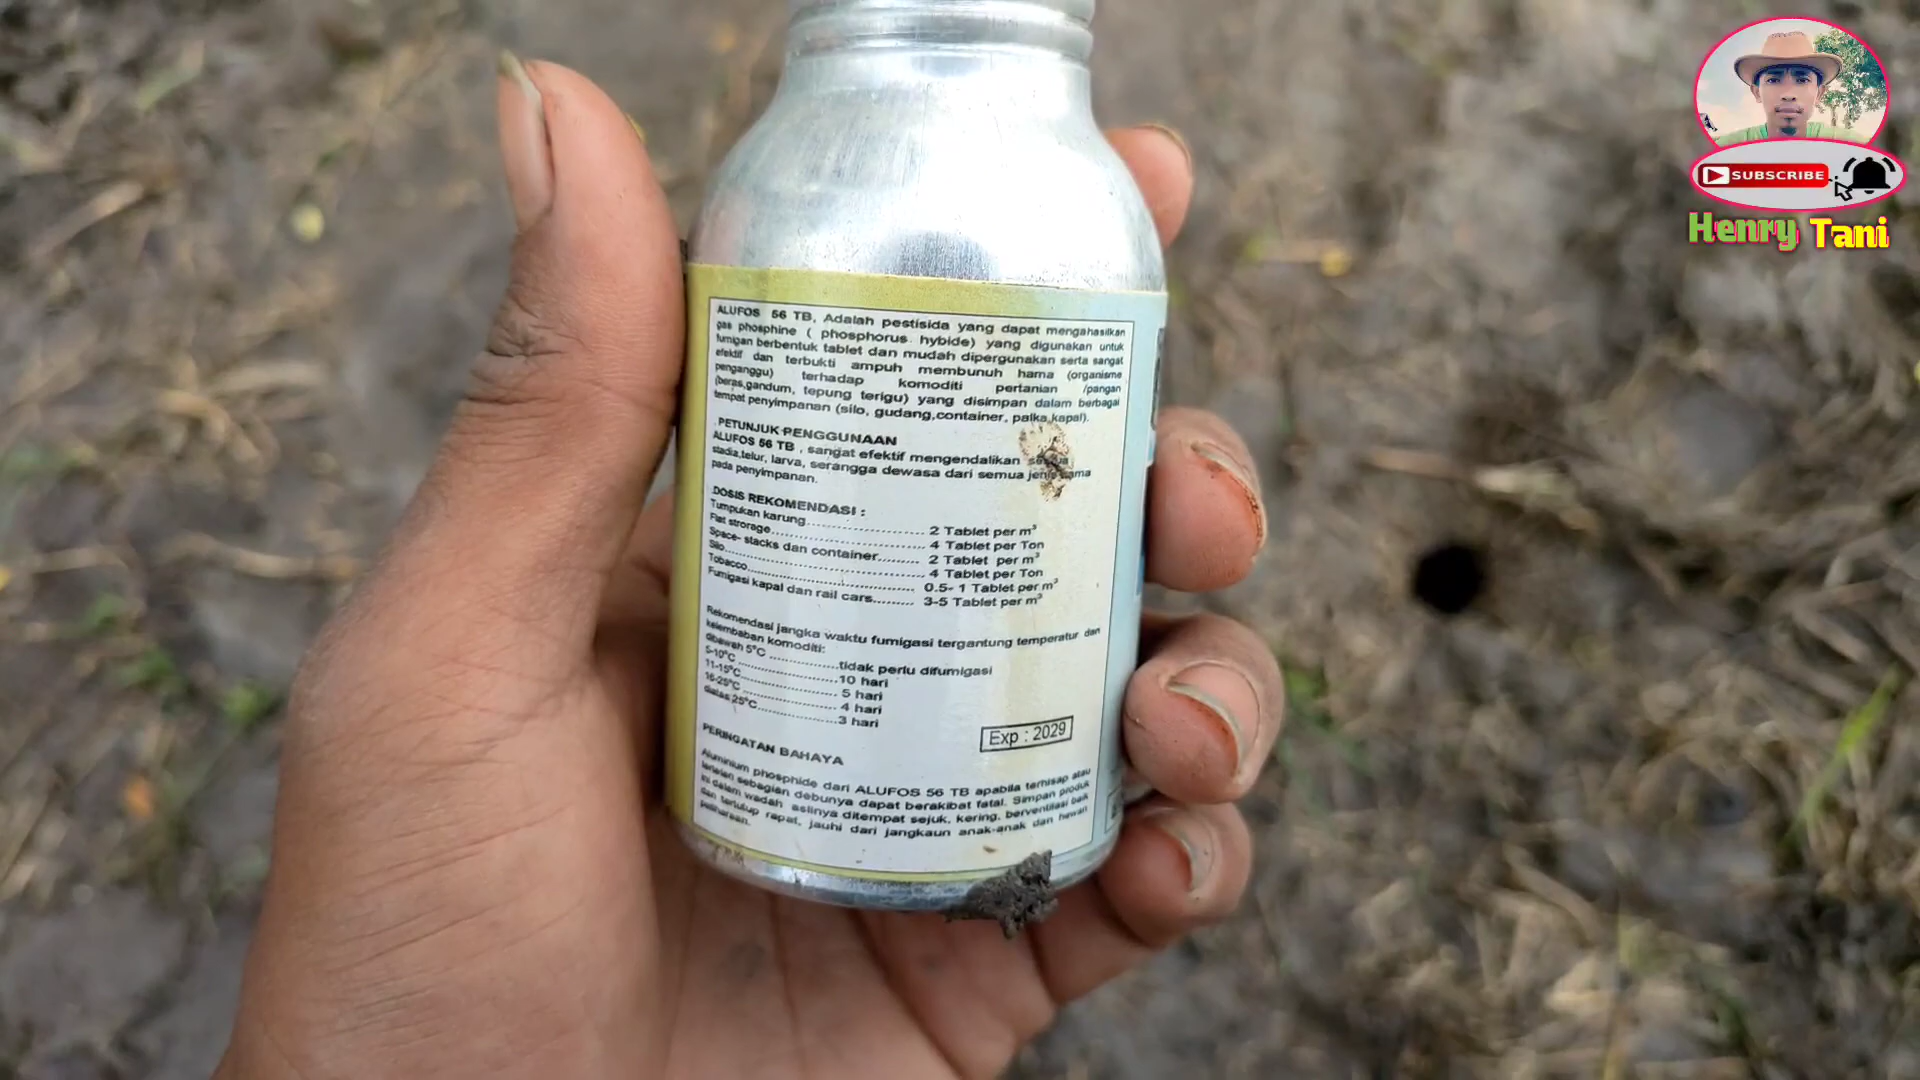 SUBSCRIBE
Henry Tani
ALUFOS 56 TB, Adalah pestisida yang dapat mengahasilkan
gas phosphine ( phosphorus hybide) yang digunakan untuk
fumigan berbentuk tablet dan mudah dipergunakan serta sangat
efektif dan terbukti ampuh membunuh hama (organisme
penganggu) terhadap komoditi pertanian /pangan
(beras,gandum, tepung terigu) yang disimpan dalam berbagai
tempat penyimpanan (silo, gudang,container, palka kapal).
PETUNJUK PENGGUNAAN
ALUFOS 56 TB , sangat efektif mengendalikan semua
stadia,telur, larva, serangga dewasa dari semua jenis hama
pada penyimpanan.
DOSIS REKOMENDASI :
Tumpukan karung........................ 2 Tablet per m³
Flat strorage................................ 4 Tablet per Ton
Space- stacks dan container......... 2 Tablet per m³
Silo.............................................. 4 Tablet per Ton
Tobacco...................................... 0.5- 1 Tablet per m³
Fumigasi kapal dan rail cars......... 3-5 Tablet per m³
Rekomendasi jangka waktu fumigasi tergantung temperatur dan
kelembaban komoditi:
dibawah 5°C ...............tidak perlu difumigasi
5-10°C ......................10 hari
11-15°C..................... 5 hari
16-25°C .................... 4 hari
diatas 25°C.................3 hari
Exp : 2029
PERINGATAN BAHAYA
Aluminium phosphide dari ALUFOS 56 TB apabila terhisap atau
tertelan sebagian debunya dapat berakibat fatal. Simpan produk
ini dalam wadah aslinya ditempat sejuk, kering, berventilasi baik
dan tertutup rapat, jauhi dari jangkaun anak-anak dan hewan
peliharaan.